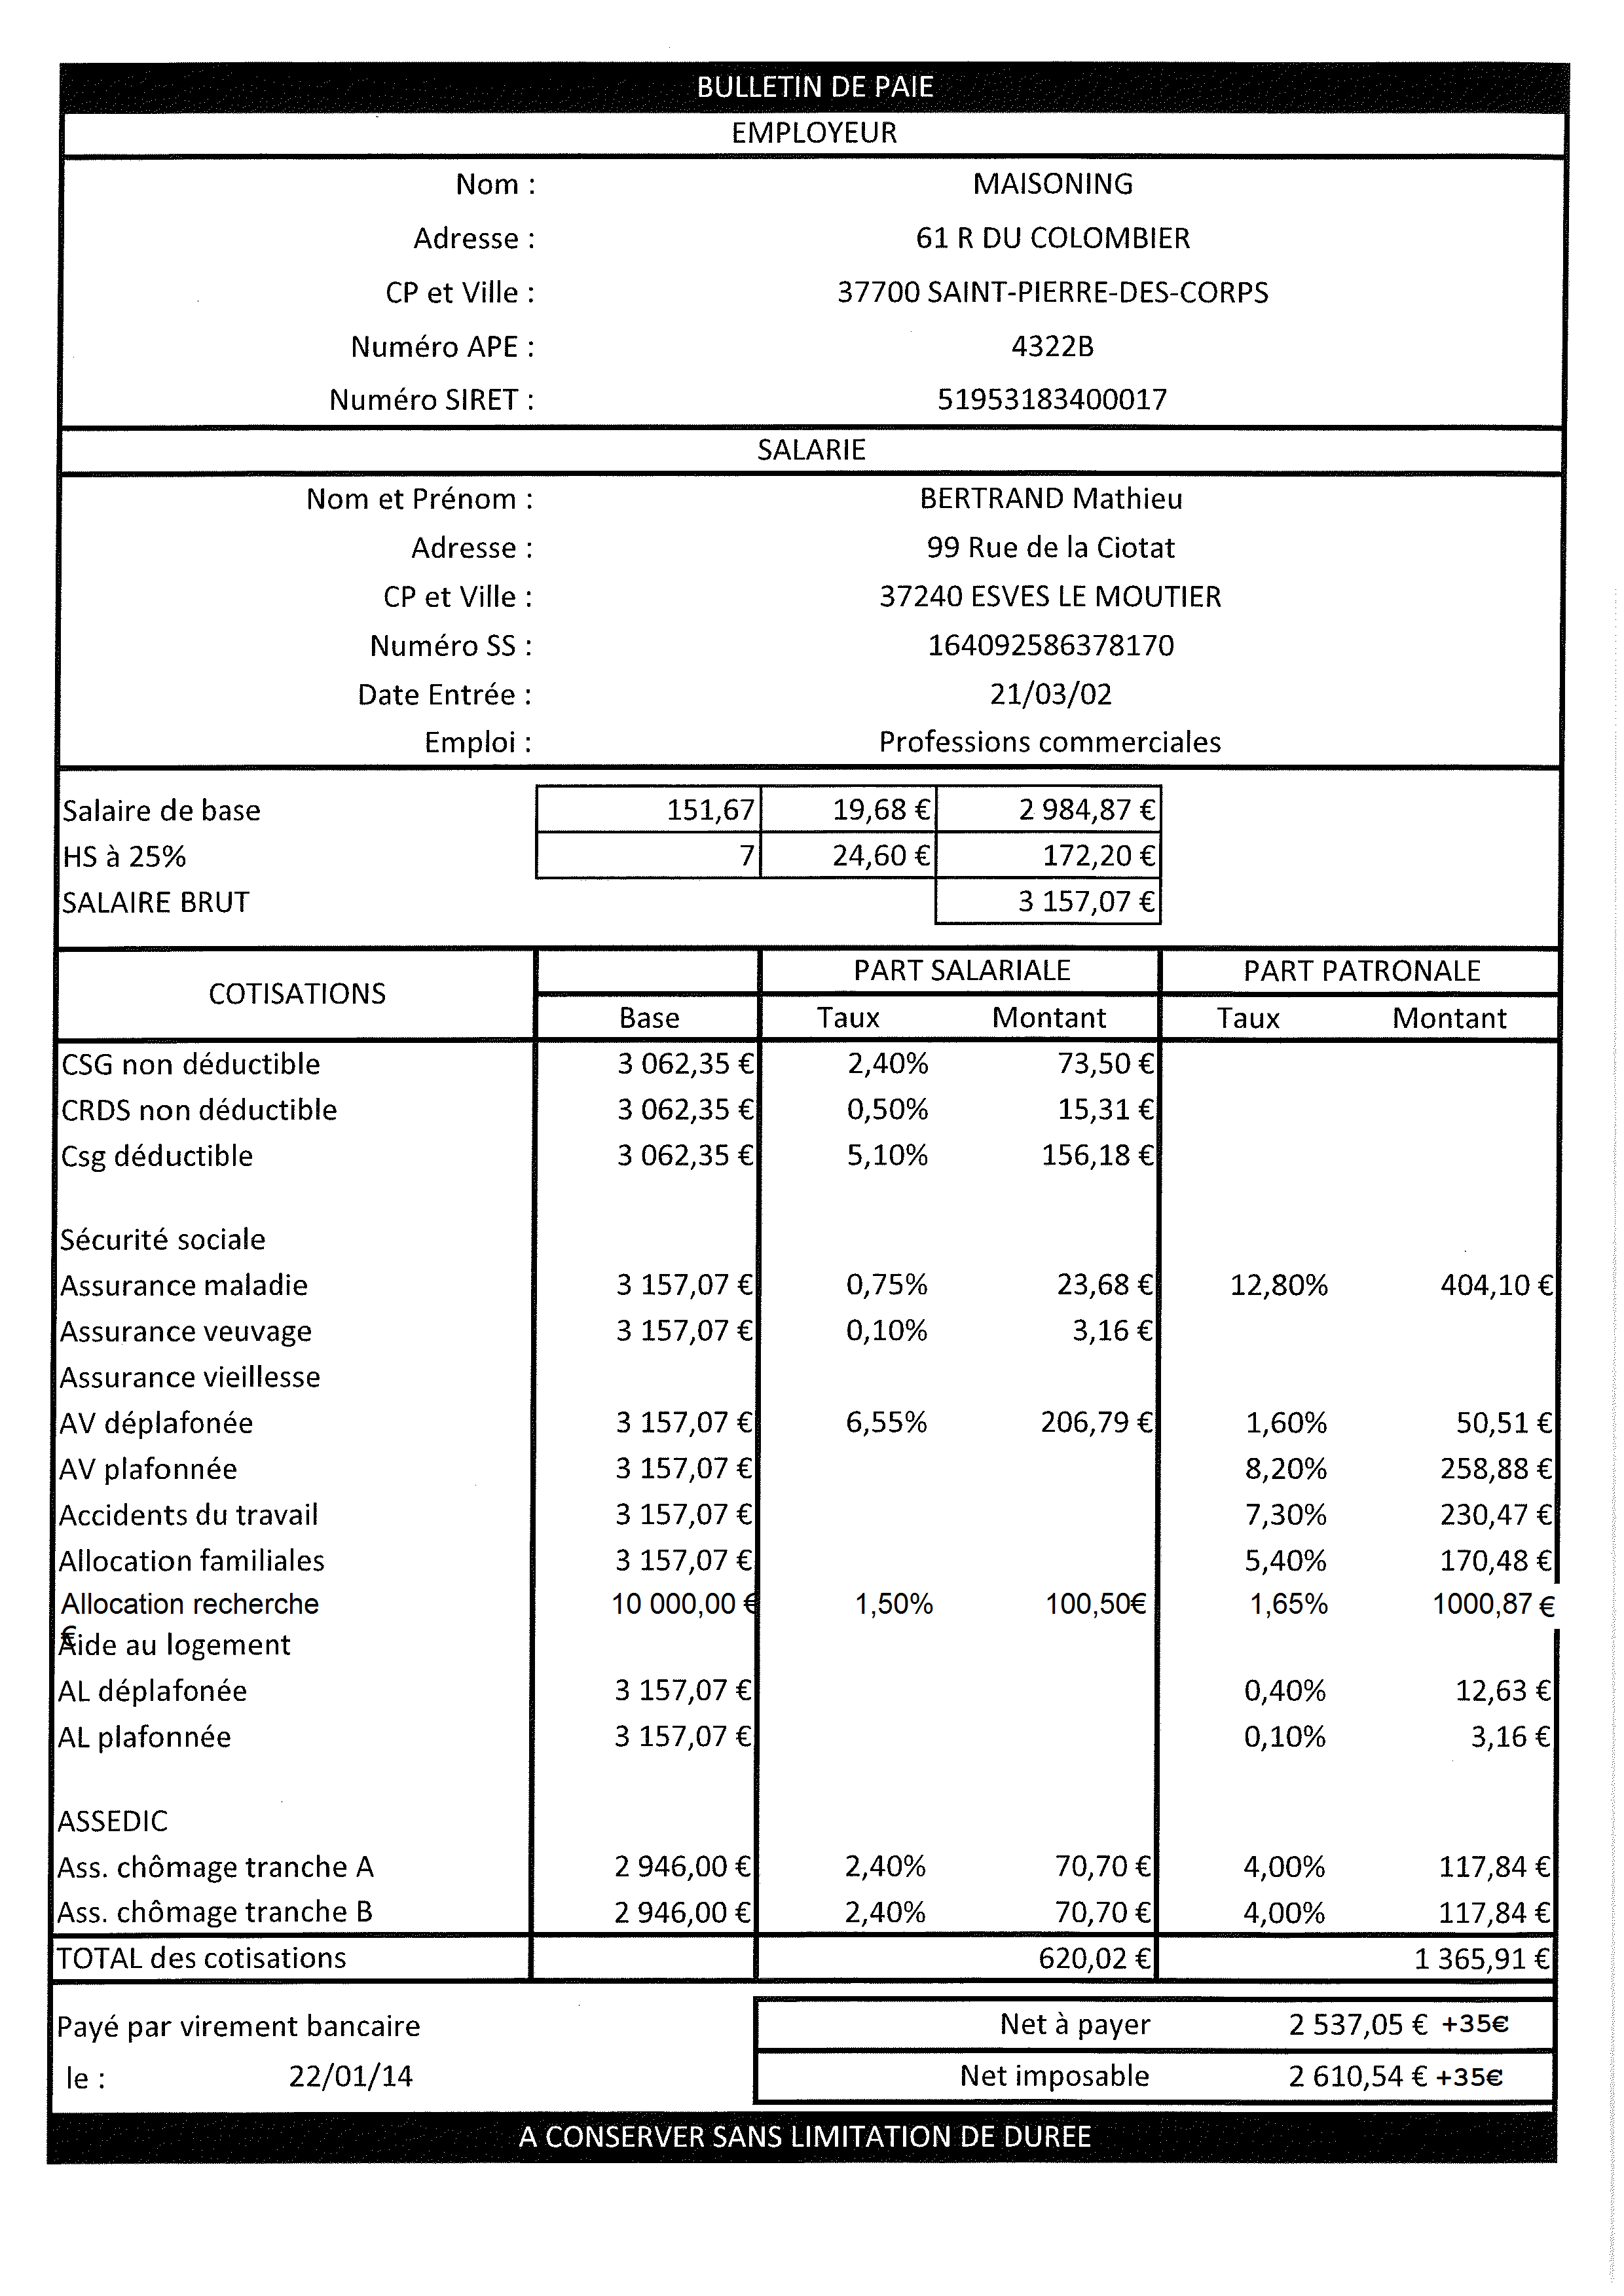 BULLETIN DE PAIE
EMPLOYEUR
Nom : MAISONING
Adresse : 61 R DU COLOMBIER
CP et Ville : 37700 SAINT-PIERRE-DES-CORPS
Numéro APE : 4322B
Numéro SIRET : 51953183400017
SALARIE
Nom et Prénom : BERTRAND Mathieu
Adresse : 99 Rue de la Ciotat
CP et Ville : 37240 ESVES LE MOUTIER
Numéro SS : 164092586378170
Date Entrée : 21/03/02
Emploi : Professions commerciales
Salaire de base 151,67 19,68 € 2 984,87 €
HS à 25% 7 24,60 € 172,20 €
SALAIRE BRUT 3 157,07 €
PART SALARIALE PART PATRONALE
COTISATIONS
Base Taux Montant Taux Montant
CSG non déductible 3 062,35 € 2,40% 73,50 €
CRDS non déductible 3 062,35 € 0,50% 15,31 €
Csg déductible 3 062,35 € 5,10% 156,18 €
Sécurité sociale
Assurance maladie 3 157,07 € 0,75% 23,68 € 12,80% 404,10 €
Assurance veuvage 3 157,07 € 0,10% 3,16 €
Assurance vieillesse
AV déplafonée 3 157,07 € 6,55% 206,79 € 1,60% 50,51 €
AV plafonnée 3 157,07 € 8,20% 258,88 €
Accidents du travail 3 157,07 € 7,30% 230,47 €
Allocation familiales 3 157,07 € 5,40% 170,48 €
Allocation recherche 10 000,00 € 1,50% 100,50€ 1,65% 1000,87 €
€
Aide au logement
AL déplafonée 3 157,07 € 0,40% 12,63 €
AL plafonnée 3 157,07 € 0,10% 3,16 €
ASSEDIC
Ass. chômage tranche A 2 946,00 € 2,40% 70,70 € 4,00% 117,84 €
Ass. chômage tranche B 2 946,00 € 2,40% 70,70 € 4,00% 117,84 €
TOTAL des cotisations 620,02 € 1 365,91 €
Payé par virement bancaire Net à payer 2 537,05 € +35€
le : 22/01/14 Net imposable 2 610,54 € +35€
A CONSERVER SANS LIMITATION DE DUREE